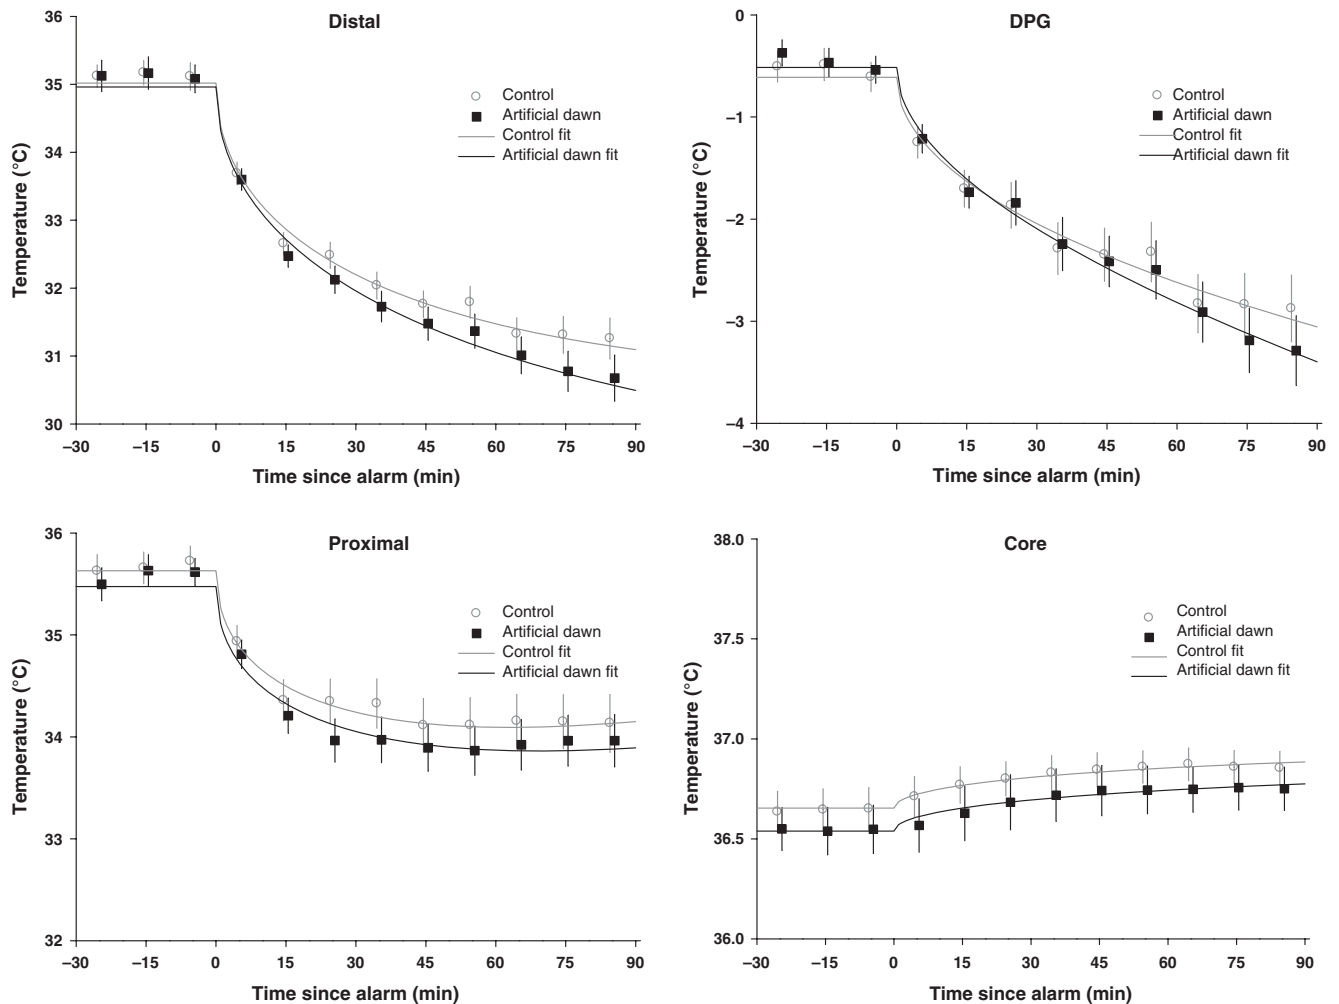 Distal
36
35
34
33
32
31
30
Temperature (°C)
Control
Artificial dawn
Control fit
Artificial dawn fit
–30 –15 0 15 30 45 60 75 90
Time since alarm (min)
DPG
0
–1
–2
–3
–4
Temperature (°C)
Control
Artificial dawn
Control fit
Artificial dawn fit
–30 –15 0 15 30 45 60 75 90
Time since alarm (min)
Proximal
36
35
34
33
32
Temperature (°C)
Control
Artificial dawn
Control fit
Artificial dawn fit
–30 –15 0 15 30 45 60 75 90
Time since alarm (min)
Core
38.0
37.5
37.0
36.5
36.0
Temperature (°C)
Control
Artificial dawn
Control fit
Artificial dawn fit
–30 –15 0 15 30 45 60 75 90
Time since alarm (min)